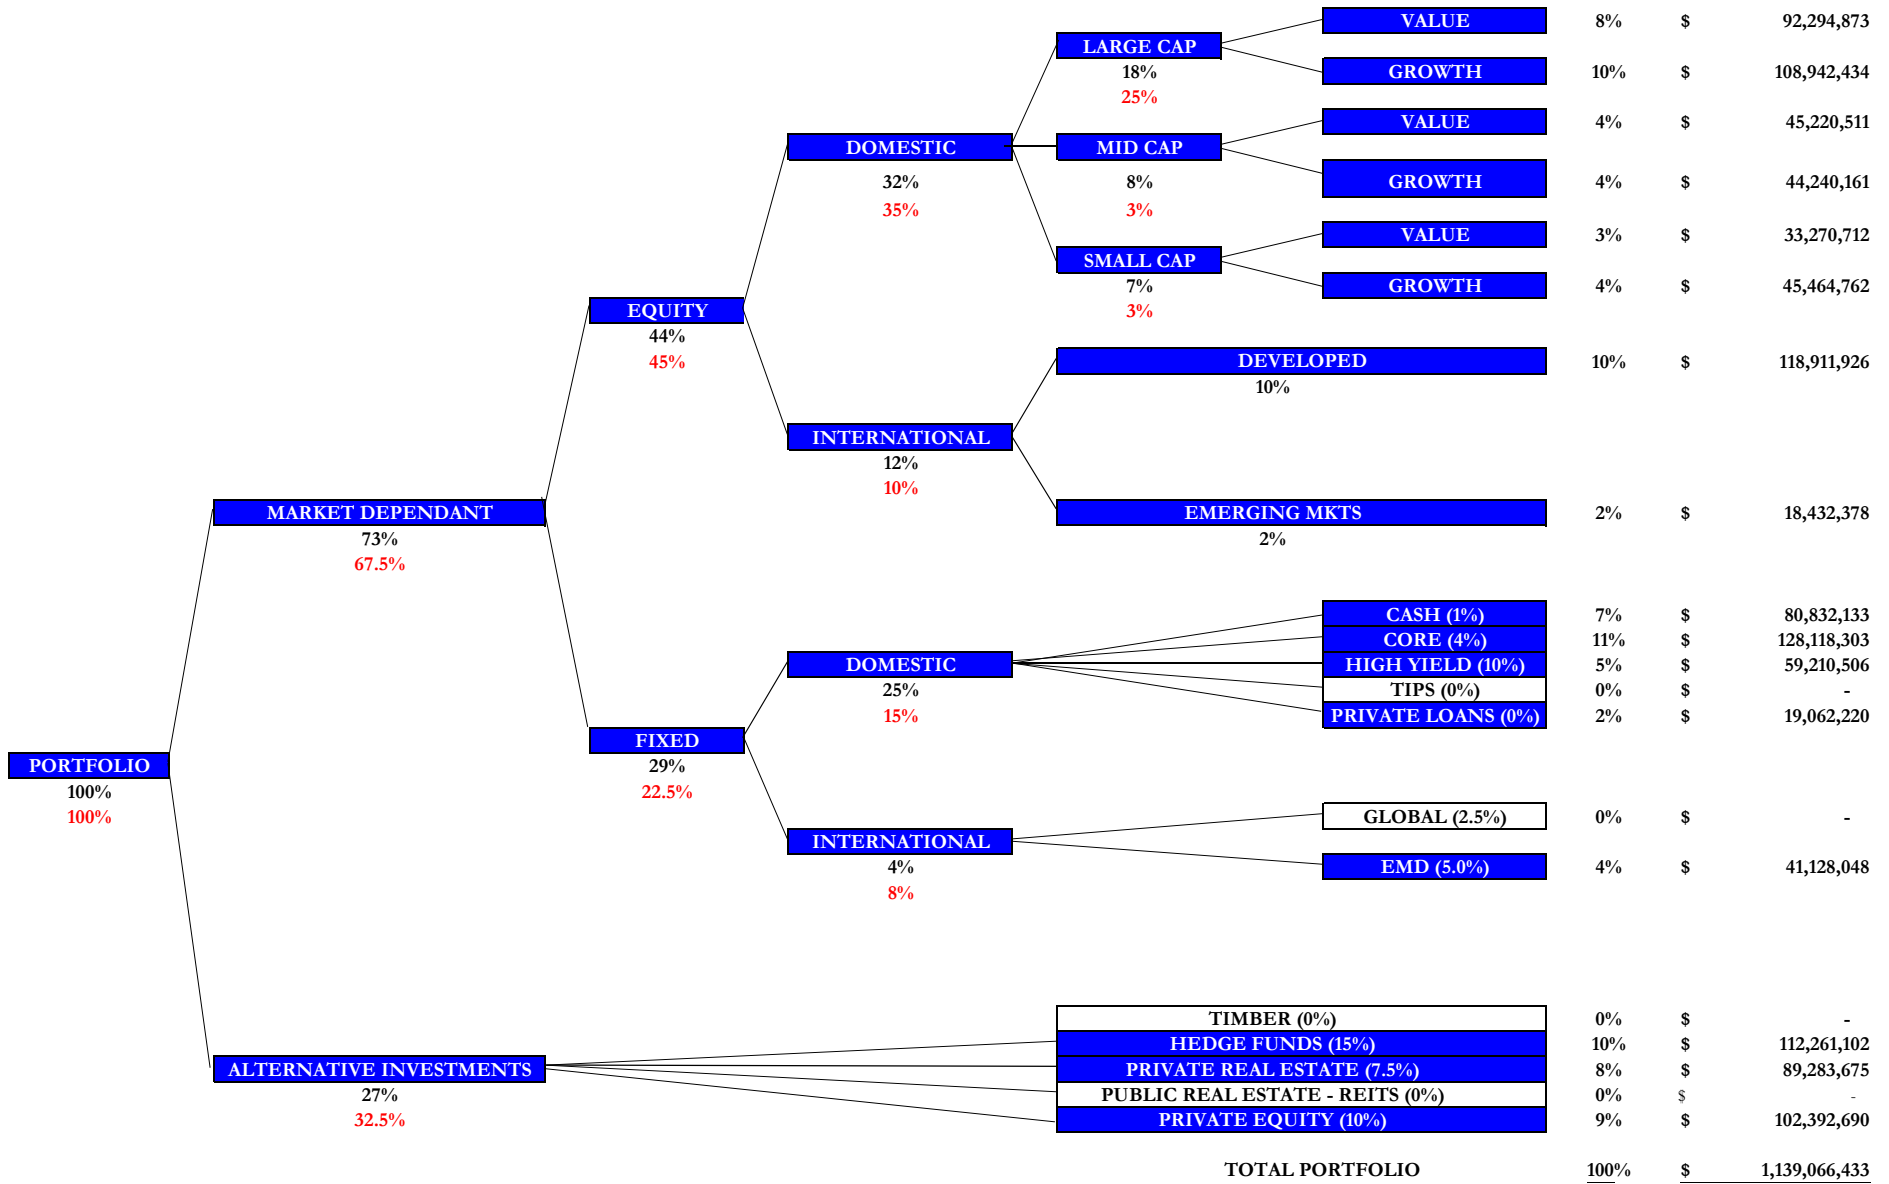 VALUE 8% $ 92,294,873
LARGE CAP
18%
GROWTH 10% $ 108,942,434
25%
VALUE 4% $ 45,220,511
DOMESTIC MID CAP
32% 8% GROWTH 4% $ 44,240,161
35% 3%
VALUE 3% $ 33,270,712
SMALL CAP
7% GROWTH 4% $ 45,464,762
EQUITY 3%
44%
45% DEVELOPED 10% $ 118,911,926
10%
INTERNATIONAL
12%
10%
MARKET DEPENDANT EMERGING MKTS 2% $ 18,432,378
73% 2%
67.5%
CASH (1%) 7% $ 80,832,133
CORE (4%) 11% $ 128,118,303
DOMESTIC HIGH YIELD (10%) 5% $ 59,210,506
25% TIPS (0%) 0% $ -
15% PRIVATE LOANS (0%) 2% $ 19,062,220
FIXED
PORTFOLIO 29%
100% 22.5%
100% GLOBAL (2.5%) 0% $ -
INTERNATIONAL
4% EMD (5.0%) 4% $ 41,128,048
8%
TIMBER (0%) 0% $ -
HEDGE FUNDS (15%) 10% $ 112,261,102
ALTERNATIVE INVESTMENTS PRIVATE REAL ESTATE (7.5%) 8% $ 89,283,675
27% PUBLIC REAL ESTATE - REITS (0%) 0% $ -
32.5% PRIVATE EQUITY (10%) 9% $ 102,392,690
TOTAL PORTFOLIO 100% $ 1,139,066,433